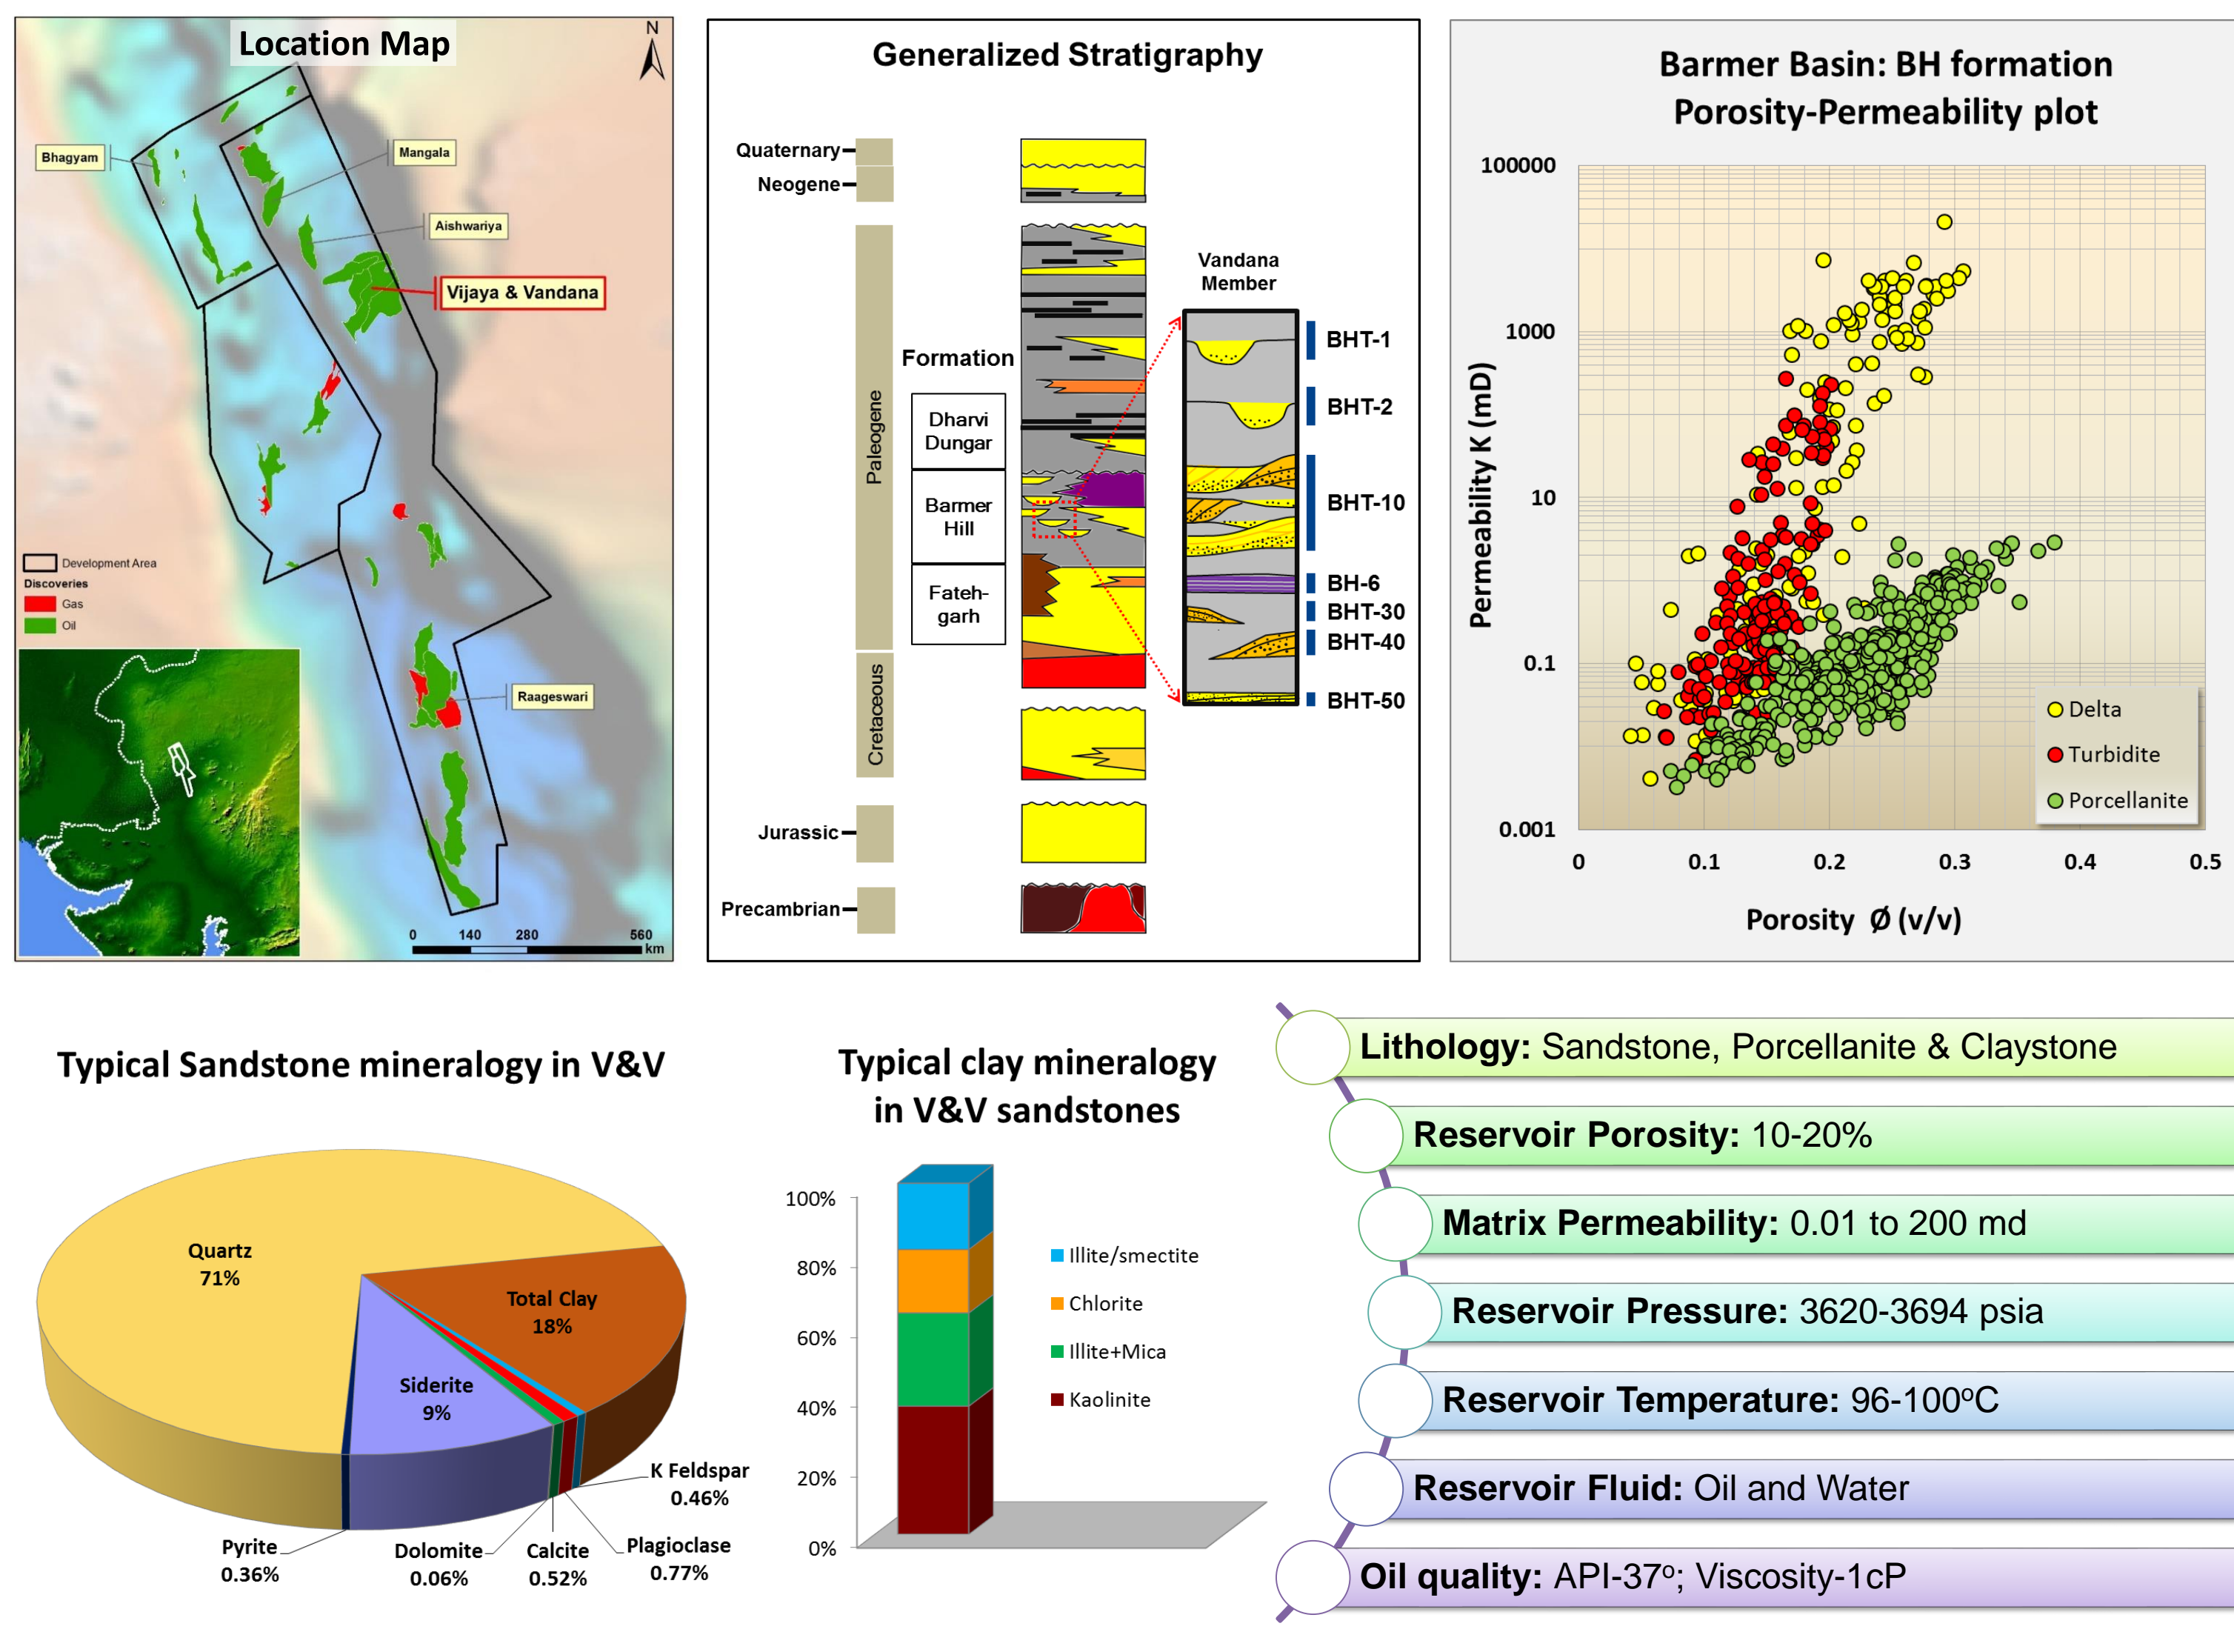 Location Map
N
Bhagyam
Mangala
Aishwariya
Vijaya & Vandana
Raageswari
Development Area
Discoveries
Gas
Oil
0 140 280 560
km
Generalized Stratigraphy
Quaternary
Neogene
Paleogene
Cretaceous
Jurassic
Precambrian
Formation
Dharvi
Dungar
Barmer
Hill
Fateh-
garh
Vandana
Member
BHT-1
BHT-2
BHT-10
BH-6
BHT-30
BHT-40
BHT-50
Barmer Basin: BH formation
Porosity-Permeability plot
Permeability K (mD)
100000
1000
10
0.1
0.001
0 0.1 0.2 0.3 0.4 0.5
Porosity Ø (v/v)
Delta
Turbidite
Porcellanite
Typical Sandstone mineralogy in V&V
Quartz
71%
Total Clay
18%
Siderite
9%
K Feldspar
0.46%
Plagioclase
0.77%
Calcite
0.52%
Dolomite
0.06%
Pyrite
0.36%
Typical clay mineralogy
in V&V sandstones
100%
80%
60%
40%
20%
0%
Illite/smectite
Chlorite
Illite+Mica
Kaolinite
Lithology: Sandstone, Porcellanite & Claystone
Reservoir Porosity: 10-20%
Matrix Permeability: 0.01 to 200 md
Reservoir Pressure: 3620-3694 psia
Reservoir Temperature: 96-100ºC
Reservoir Fluid: Oil and Water
Oil quality: API-37º; Viscosity-1cP